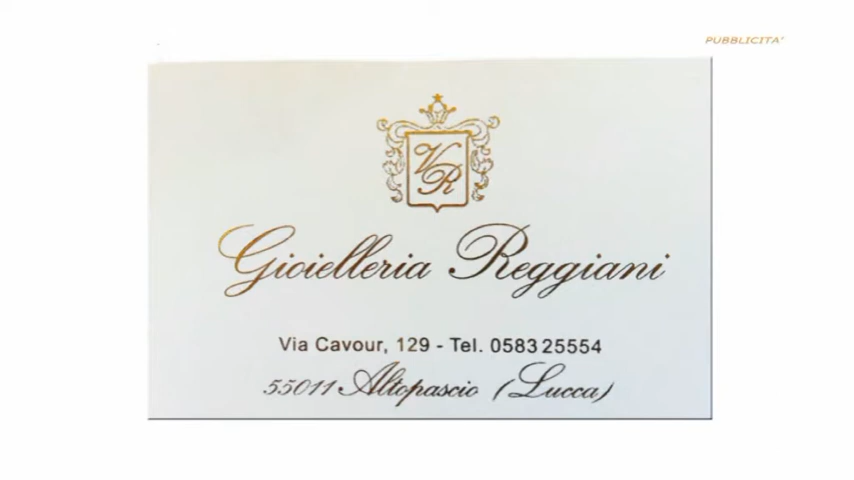 PUBBLICITA'
VR
Gioielleria Reggiani
Via Cavour, 129 - Tel. 0583 25554
55011 Altopascio (Lucca)